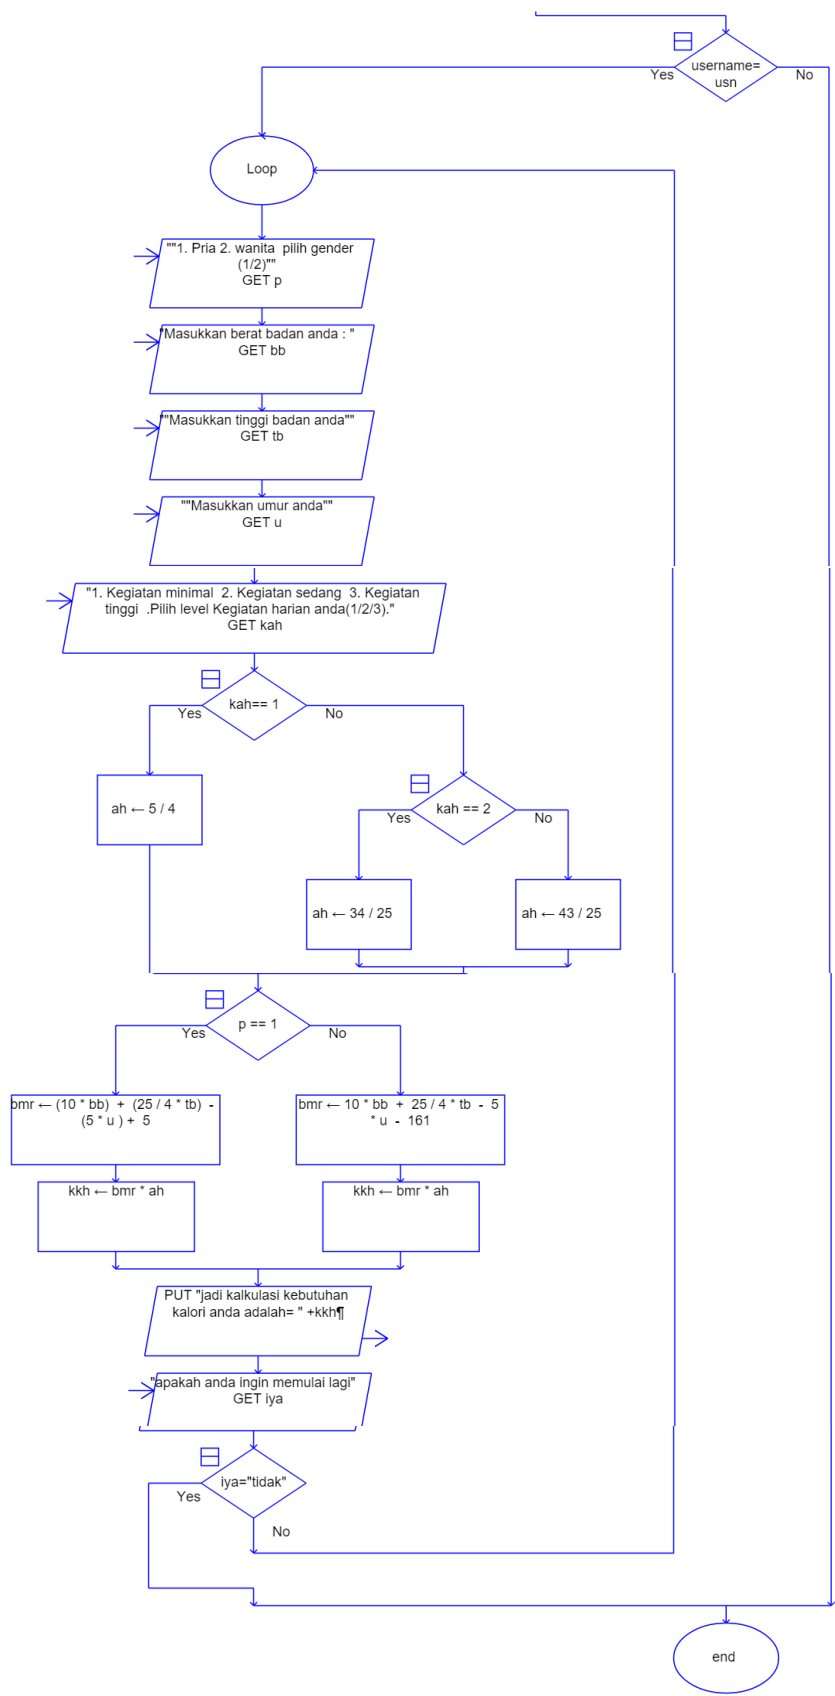 username=
usn
Yes
No
Loop
""1. Pria 2. wanita  pilih gender
(1/2)""
GET p
"Masukkan berat badan anda : "
GET bb
""Masukkan tinggi badan anda""
GET tb
""Masukkan umur anda""
GET u
"1. Kegiatan minimal  2. Kegiatan sedang  3. Kegiatan
tinggi  .Pilih level Kegiatan harian anda(1/2/3)."
GET kah
kah== 1
Yes
No
ah ← 5 / 4
kah == 2
Yes
No
ah ← 34 / 25
ah ← 43 / 25
p == 1
Yes
No
bmr ← (10 * bb)  +  (25 / 4 * tb)  -
(5 * u ) +  5
bmr ← 10 * bb  +  25 / 4 * tb  -  5
* u  -  161
kkh ← bmr * ah
kkh ← bmr * ah
PUT "jadi kalkulasi kebutuhan
kalori anda adalah= " +kkh¶
"apakah anda ingin memulai lagi"
GET iya
iya="tidak"
Yes
No
end